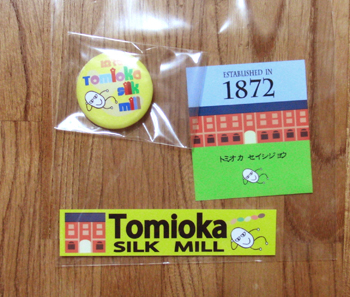 Tomioka
silk
mill
ESTABLISHED IN
1872
トミオカ セイシジョウ
Tomioka
SILK MILL